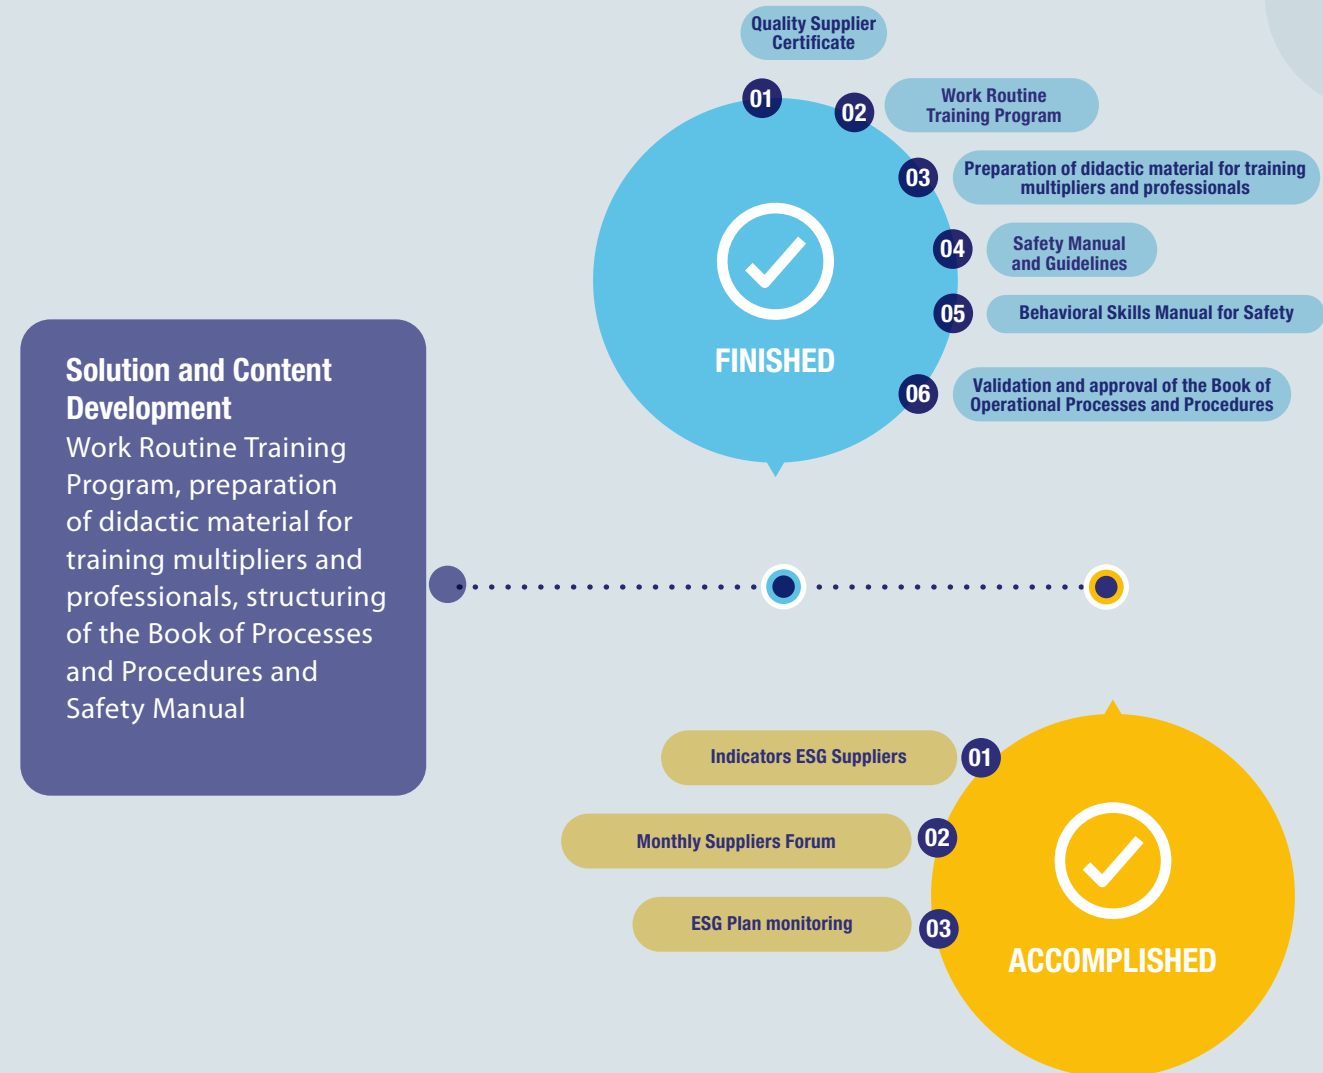 Quality Supplier
Certificate
01
02
Work Routine
Training Program
03
Preparation of didactic material for training
multipliers and professionals
04
Safety Manual
and Guidelines
05
Behavioral Skills Manual for Safety
06
Validation and approval of the Book of
Operational Processes and Procedures
FINISHED
Solution and Content
Development
Work Routine Training
Program, preparation
of didactic material for
training multipliers and
professionals, structuring
of the Book of Processes
and Procedures and
Safety Manual
Indicators ESG Suppliers
01
Monthly Suppliers Forum
02
ESG Plan monitoring
03
ACCOMPLISHED